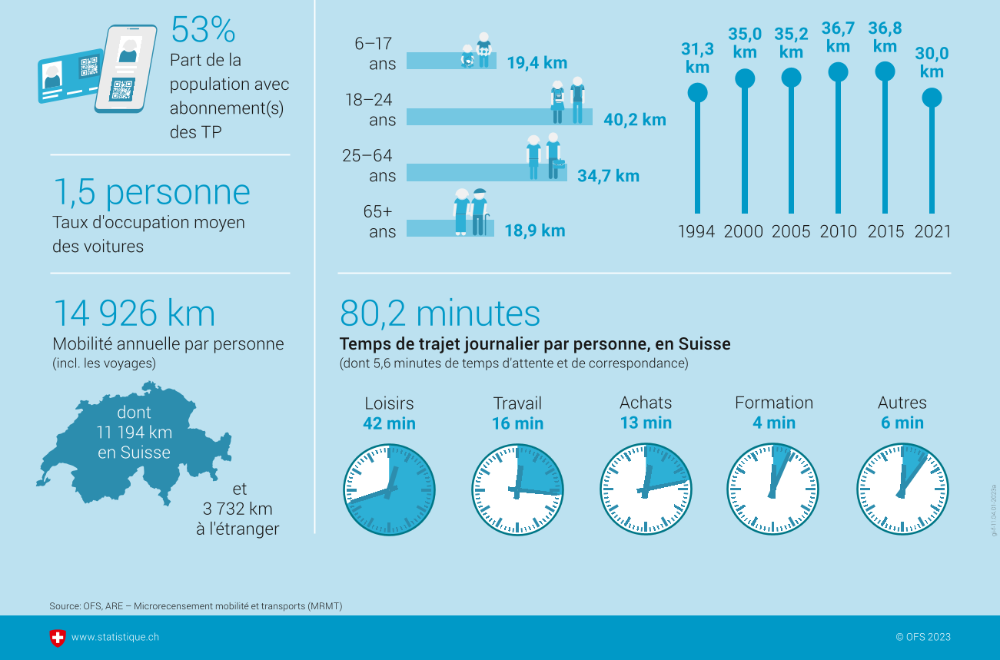 53%
Part de la
population avec
abonnement(s)
des TP
1,5 personne
Taux d'occupation moyen
des voitures
14 926 km
Mobilité annuelle par personne
(incl. les voyages)
dont
11 194 km
en Suisse
et
3 732 km
à l'étranger
6–17
ans
19,4 km
18–24
ans
40,2 km
25–64
ans
34,7 km
65+
ans
18,9 km
31,3
km
35,0
km
35,2
km
36,7
km
36,8
km
30,0
km
1994 2000 2005 2010 2015 2021
80,2 minutes
Temps de trajet journalier par personne, en Suisse
(dont 5,6 minutes de temps d'attente et de correspondance)
Loisirs
42 min
Travail
16 min
Achats
13 min
Formation
4 min
Autres
6 min
gi-f-11.04.01-2023a
Source: OFS, ARE – Microrecensement mobilité et transports (MRMT)
www.statistique.ch
© OFS 2023